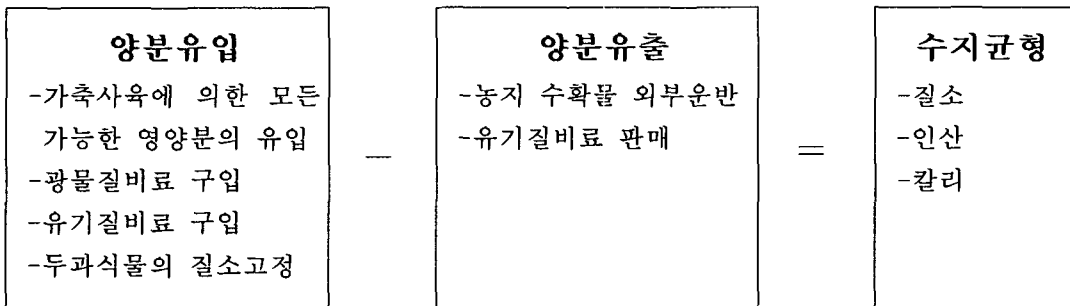 양분유입
-가축사육에 의한 모든
가능한 영양분의 유입
-광물질비료 구입
-유기질비료 구입
-두과식물의 질소고정
—
양분유출
-농지 수확물 외부운반
-유기질비료 판매
=
수지균형
-질소
-인산
-칼리